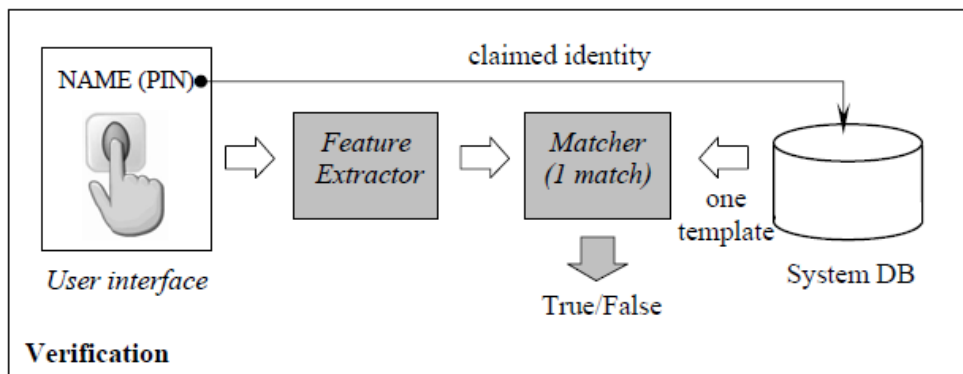 claimed identity
NAME (PIN)
Feature
Extractor
Matcher
(1 match)
one
template
User interface
System DB
True/False
Verification